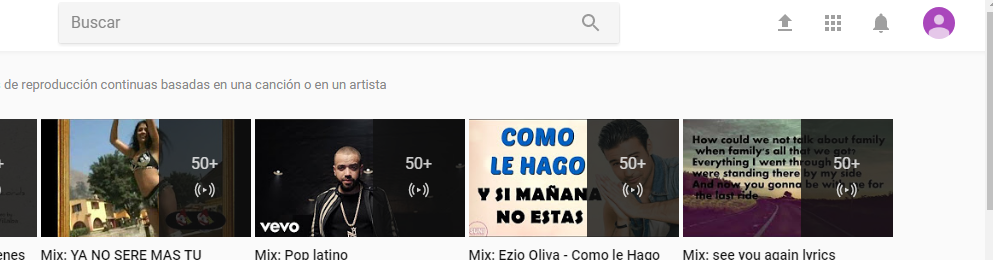 Buscar
de reproducción continuas basadas en una canción o en un artista
50+
50+
vevo
COMO
LE HAGO
Y SI MAÑANA
NO ESTAS
50+
How could we not talk about family
when family's all that we got?
Everything I went through
were standing there by my side
And now you gonna be with me for
the last ride
50+
enes
Mix: YA NO SERE MAS TU
Mix: Pop latino
Mix: Ezio Oliva - Como le Hago
Mix: see you again lyrics